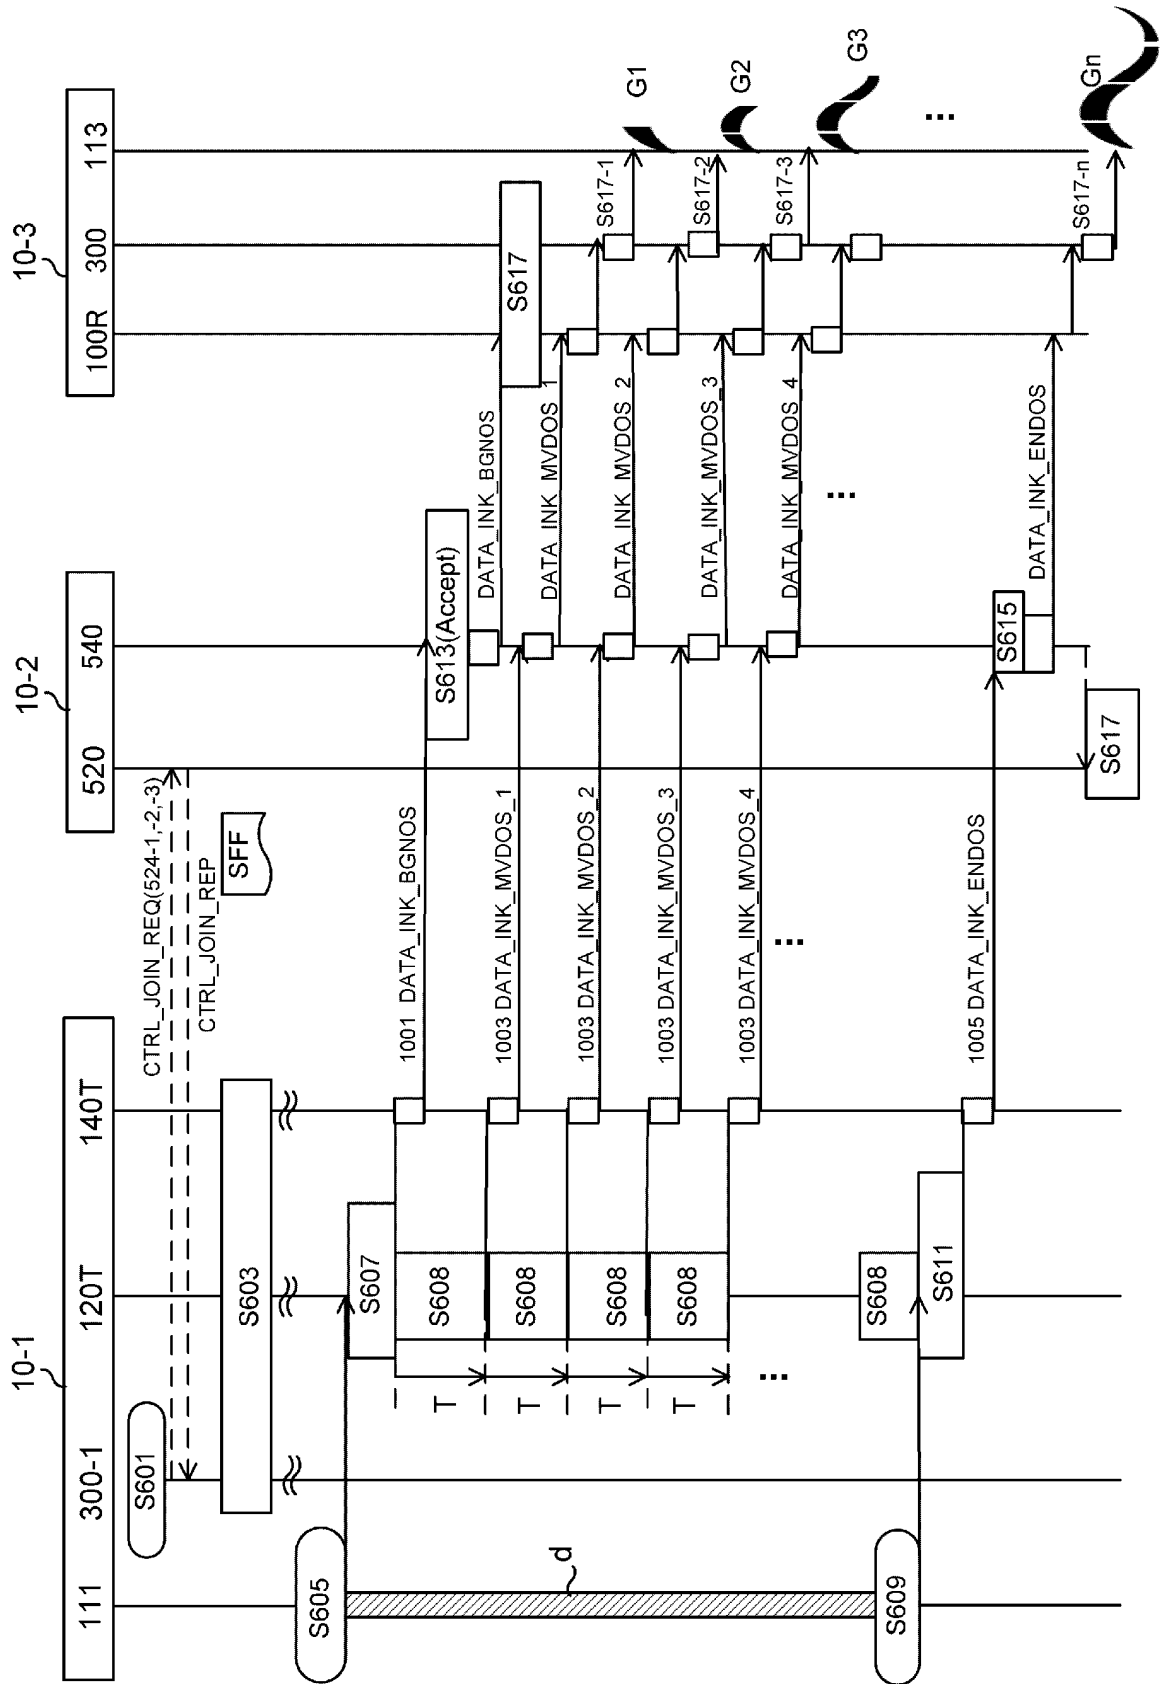 10-1
10-2
10-3
111 300-1 120T 140T
520 540
100R 300 113
S601
CTRL_JOIN_REQ(524-1,-2,-3)
CTRL_JOIN_REP
S603
SFF
S605
S607
1001 DATA_INK_BGNOS
S613(Accept)
DATA_INK_BGNOS
S617
T
S608
1003 DATA_INK_MVDOS_1
DATA_INK_MVDOS_1
S617-1
G1
T
S608
1003 DATA_INK_MVDOS_2
DATA_INK_MVDOS_2
S617-2
G2
T
S608
1003 DATA_INK_MVDOS_3
DATA_INK_MVDOS_3
S617-3
G3
T
S608
1003 DATA_INK_MVDOS_4
DATA_INK_MVDOS_4
d
...
...
...
...
S608
S609
S611
1005 DATA_INK_ENDOS
S615
DATA_INK_ENDOS
S617-n
Gn
S617